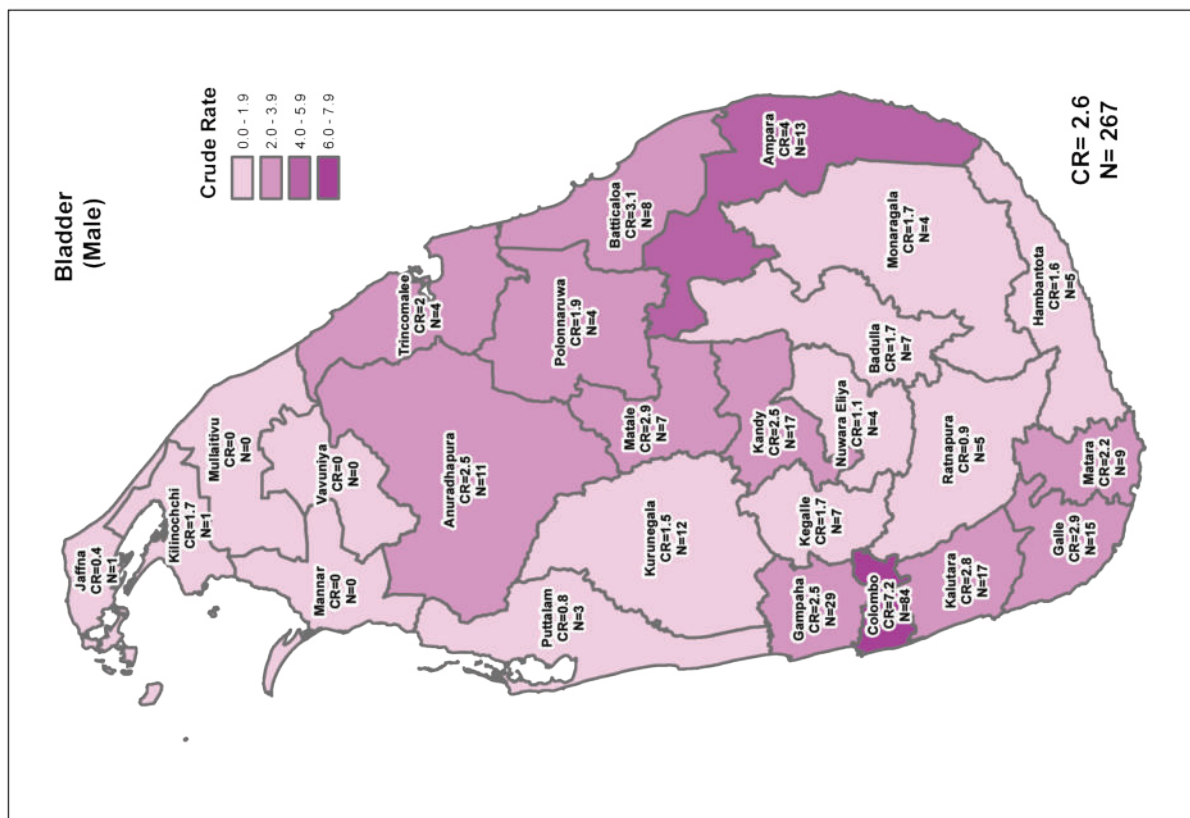 Bladder
(Male)
Crude Rate
0.0 - 1.9
2.0 - 3.9
4.0 - 5.9
6.0 - 7.9
Jaffna
CR=0.4
N=1
Kilinochchi
CR=1.7
N=1
Mullaitivu
CR=0
N=0
Mannar
CR=0
N=0
Vavuniya
CR=0
N=0
Trincomalee
CR=2
N=4
Anuradhapura
CR=2.5
N=11
Polonnaruwa
CR=1.9
N=4
Batticaloa
CR=3.1
N=8
Puttalam
CR=0.8
N=3
Kurunegala
CR=1.5
N=12
Matale
CR=2.9
N=7
Ampara
CR=4
N=13
Kandy
CR=2.5
N=17
Gampaha
CR=2.5
N=29
Kegalle
CR=1.7
N=7
Nuwara Eliya
CR=1.1
N=4
Badulla
CR=1.7
N=7
Monaragala
CR=1.7
N=4
Colombo
CR=7.2
N=84
Kalutara
CR=2.8
N=17
Ratnapura
CR=0.9
N=5
Hambantota
CR=1.6
N=5
Galle
CR=2.9
N=15
Matara
CR=2.2
N=9
CR= 2.6
N= 267